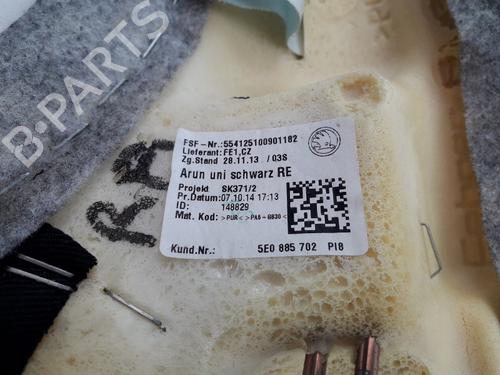 B-PARTS
RB
FSF-Nr.:554125100901182
Lieferant:FE1,CZ
Zg.Stand 28.11.13 /03S
Arun uni schwarz RE
Projekt SK371/2
Pr.Datum:07.10.14 17:13
ID: 148829
Mat. Kod: >PUR< >PA6-GB30<
Kund.Nr.: 5E0 885 702 PI8